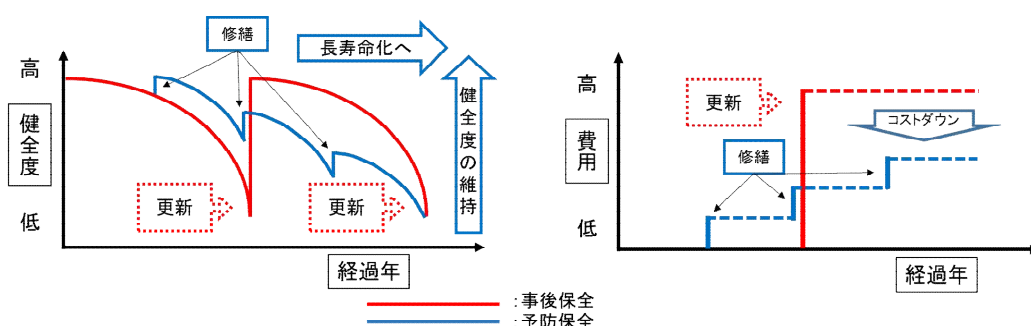 修繕
長寿命化へ
高
健全度
低
更新
更新
健全度の維持
経過年
高
費用
低
更新
コストダウン
修繕
経過年
:事後保全
:予防保全